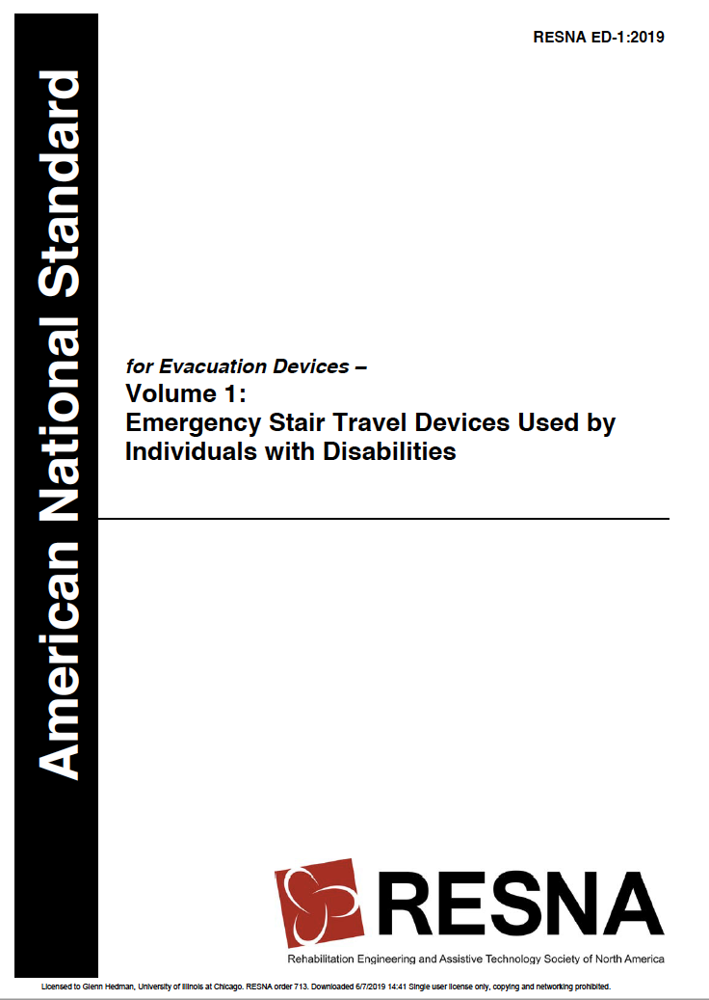 RESNA ED-1:2019
American National Standard
for Evacuation Devices –
Volume 1:
Emergency Stair Travel Devices Used by
Individuals with Disabilities
RESNA
Rehabilitation Engineering and Assistive Technology Society of North America
Licensed to Glenn Hedman, University of Illinois at Chicago. RESNA order 713. Downloaded 6/7/2019 14:41 Single user license only, copying and networking prohibited.